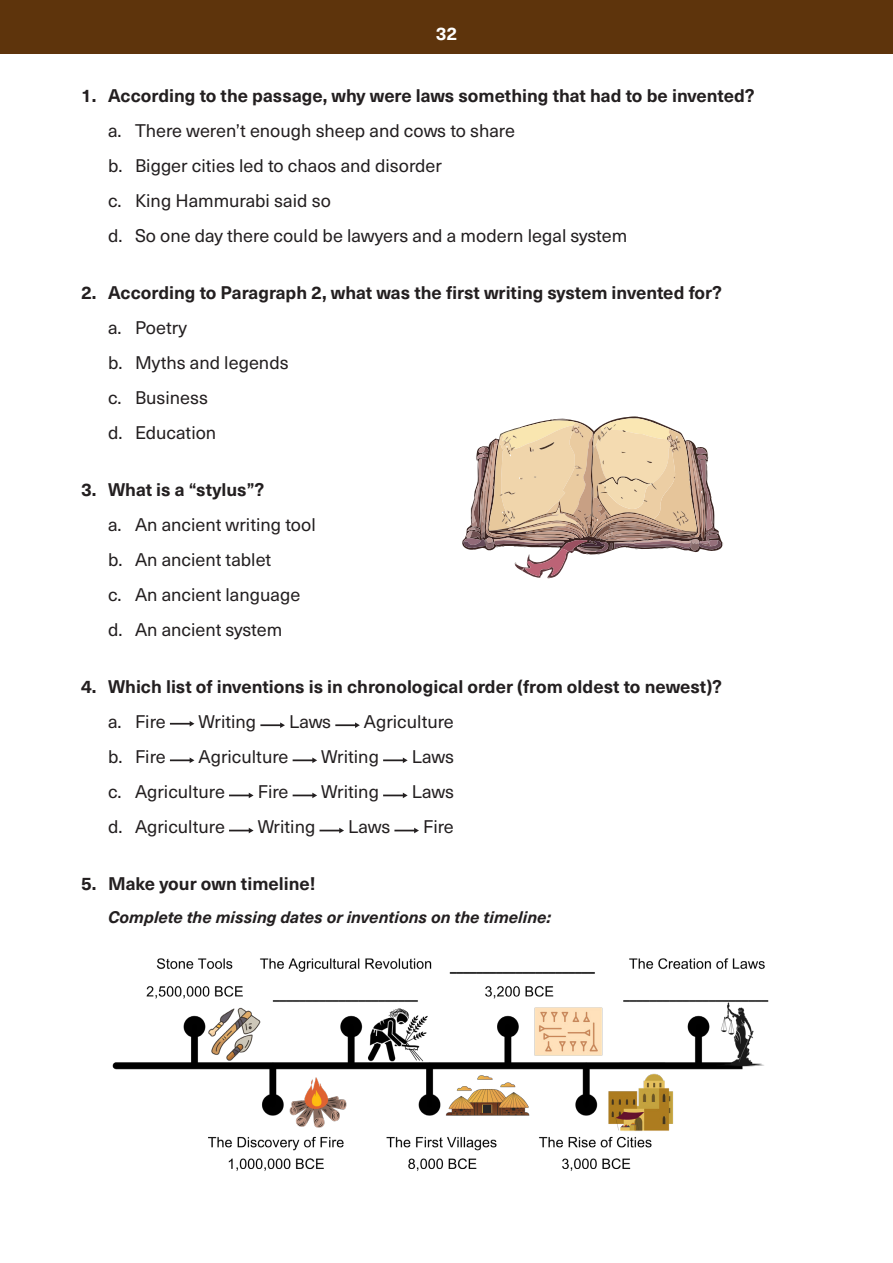 32
1. According to the passage, why were laws something that had to be invented?
a. There weren't enough sheep and cows to share
b. Bigger cities led to chaos and disorder
c. King Hammurabi said so
d. So one day there could be lawyers and a modern legal system
2. According to Paragraph 2, what was the first writing system invented for?
a. Poetry
b. Myths and legends
c. Business
d. Education
3. What is a “stylus”?
a. An ancient writing tool
b. An ancient tablet
c. An ancient language
d. An ancient system
4. Which list of inventions is in chronological order (from oldest to newest)?
a. Fire → Writing → Laws → Agriculture
b. Fire → Agriculture → Writing → Laws
c. Agriculture → Fire → Writing → Laws
d. Agriculture → Writing → Laws → Fire
5. Make your own timeline!
Complete the missing dates or inventions on the timeline:
Stone Tools The Agricultural Revolution The Creation of Laws
2,500,000 BCE 3,200 BCE
The Discovery of Fire The First Villages The Rise of Cities
1,000,000 BCE 8,000 BCE 3,000 BCE